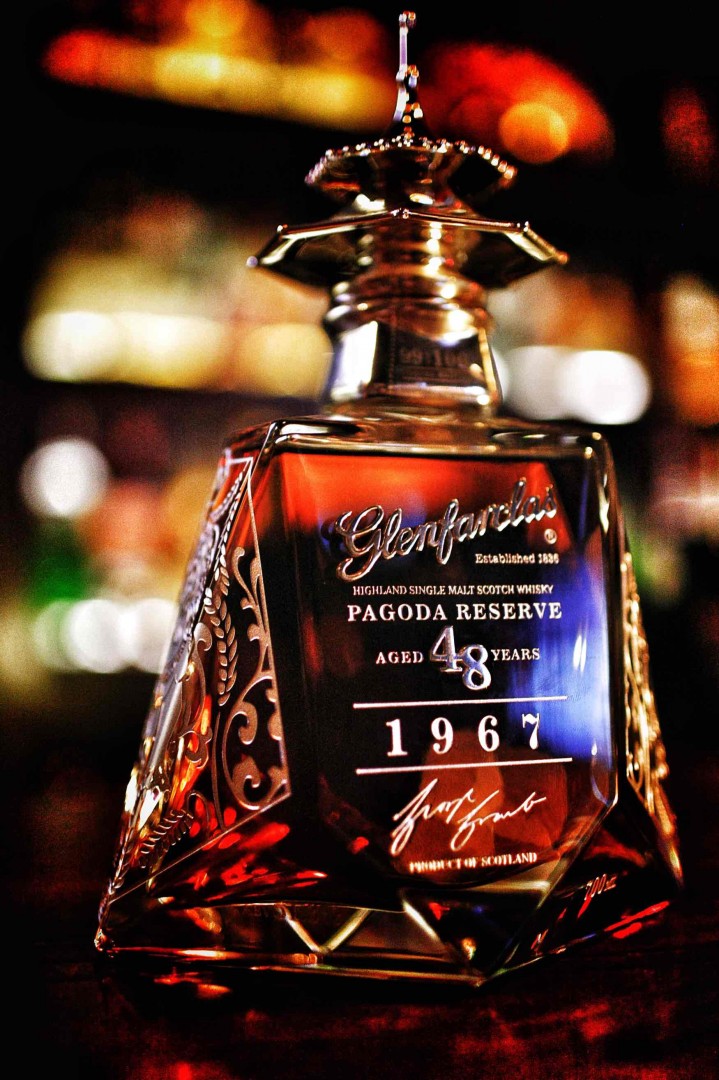 Glenfarclas
®
Established 1836
HIGHLAND SINGLE MALT SCOTCH WHISKY
PAGODA RESERVE
AGED 48 YEARS
1967
PRODUCT OF SCOTLAND